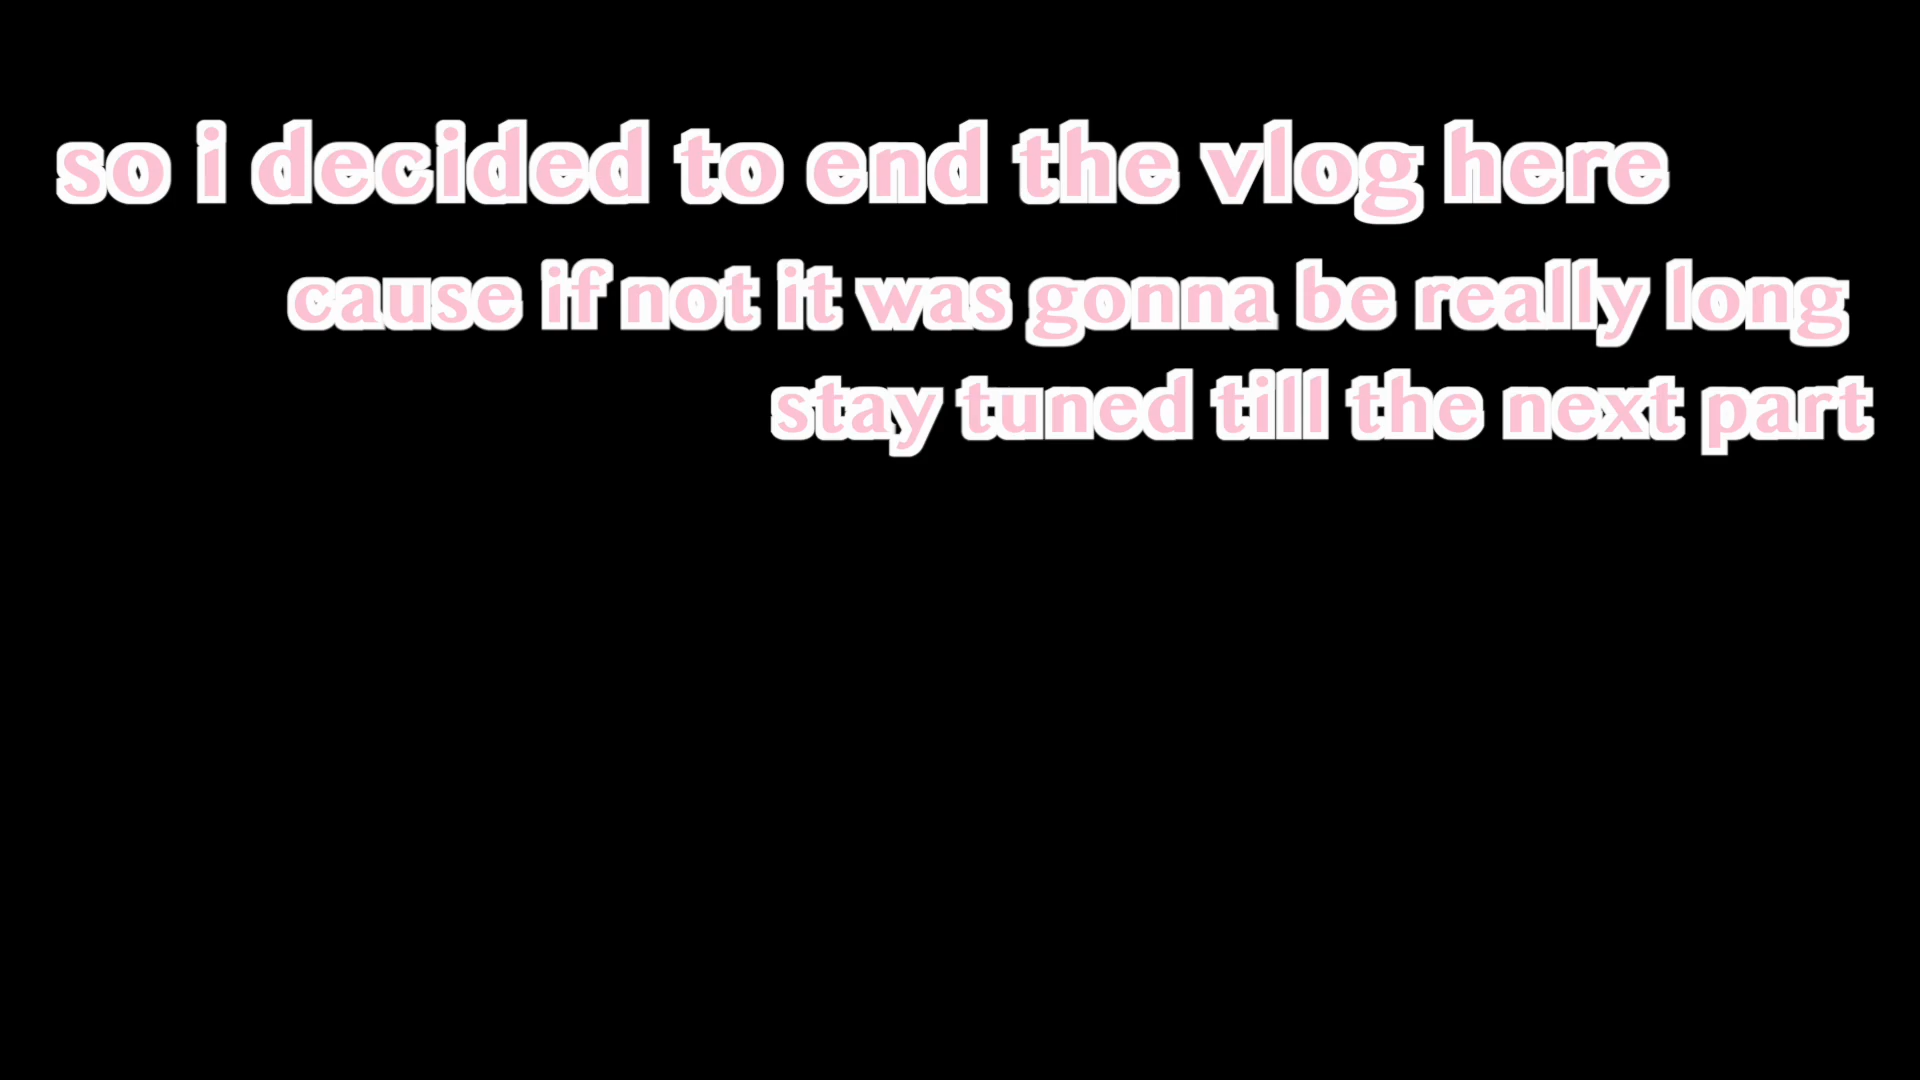 so i decided to end the vlog here
cause if not it was gonna be really long
stay tuned till the next part